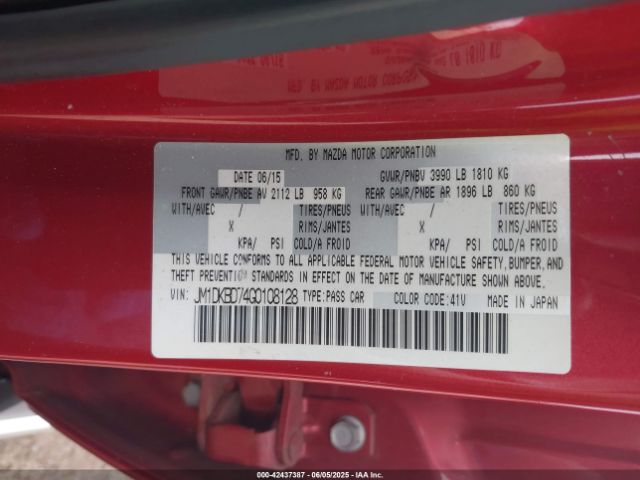 MFD. BY MAZDA MOTOR CORPORATION
DATE 06/15 GVWR/PNBV 3990 LB 1810 KG
FRONT GAWR/PNBE AV 2112 LB 958 KG REAR GAWR/PNBE AR 1896 LB 860 KG
WITH/AVEC / TIRES/PNEUS WITH/AVEC / TIRES/PNEUS
X RIMS/JANTES X RIMS/JANTES
KPA/ PSI COLD/A FROID KPA/ PSI COLD/A FROID
THIS VEHICLE CONFORMS TO ALL APPLICABLE FEDERAL MOTOR VEHICLE SAFETY, BUMPER, AND
THEFT PREVENTION STANDARDS IN EFFECT ON THE DATE OF MANUFACTURE SHOWN ABOVE.
VIN: JM1DKBD74G0108128 TYPE:PASS CAR COLOR CODE:41V MADE IN JAPAN
000-42437387 - 06/05/2025 - IAAI.COM